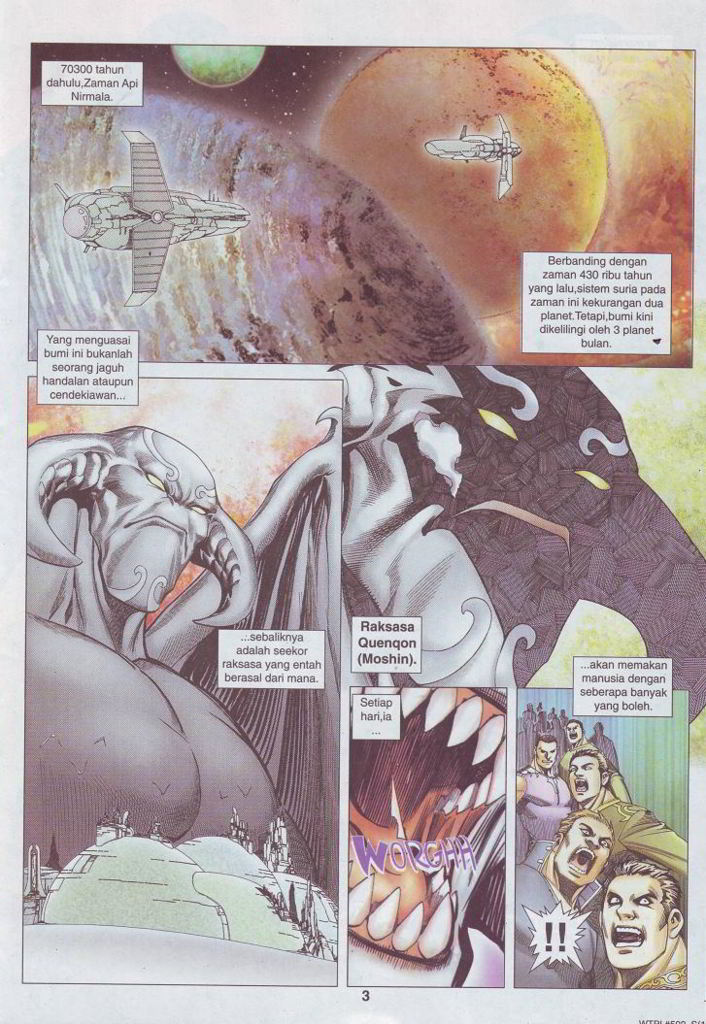 70300 tahun
dahulu,Zaman Api
Nirmala.
Berbanding dengan
zaman 430 ribu tahun
yang lalu,sistem suria pada
zaman ini kekurangan dua
planet.Tetapi,bumi kini
dikelilingi oleh 3 planet
bulan.
Yang menguasai
bumi ini bukanlah
seorang jaguh
handalan ataupun
cendekiawan...
...sebaliknya
adalah seekor
raksasa yang entah
berasal dari mana.
Raksasa
Quenqon
(Moshin).
Setiap
hari,ia
...
WORGHH
...akan memakan
manusia dengan
seberapa banyak
yang boleh.
!!
3